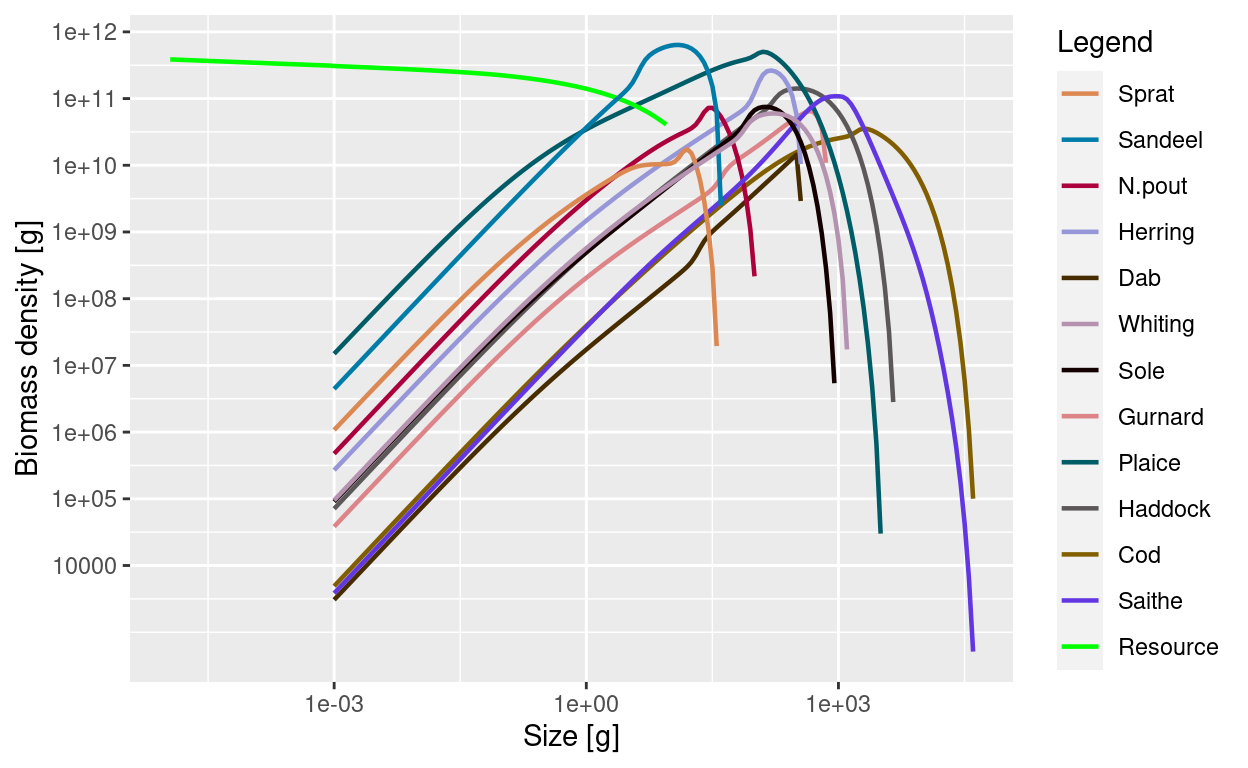 Biomass density [g]
1e+12
1e+11
1e+10
1e+09
1e+08
1e+07
1e+06
1e+05
10000
1e-03
1e+00
1e+03
Size [g]
Legend
Sprat
Sandeel
N.pout
Herring
Dab
Whiting
Sole
Gurnard
Plaice
Haddock
Cod
Saithe
Resource